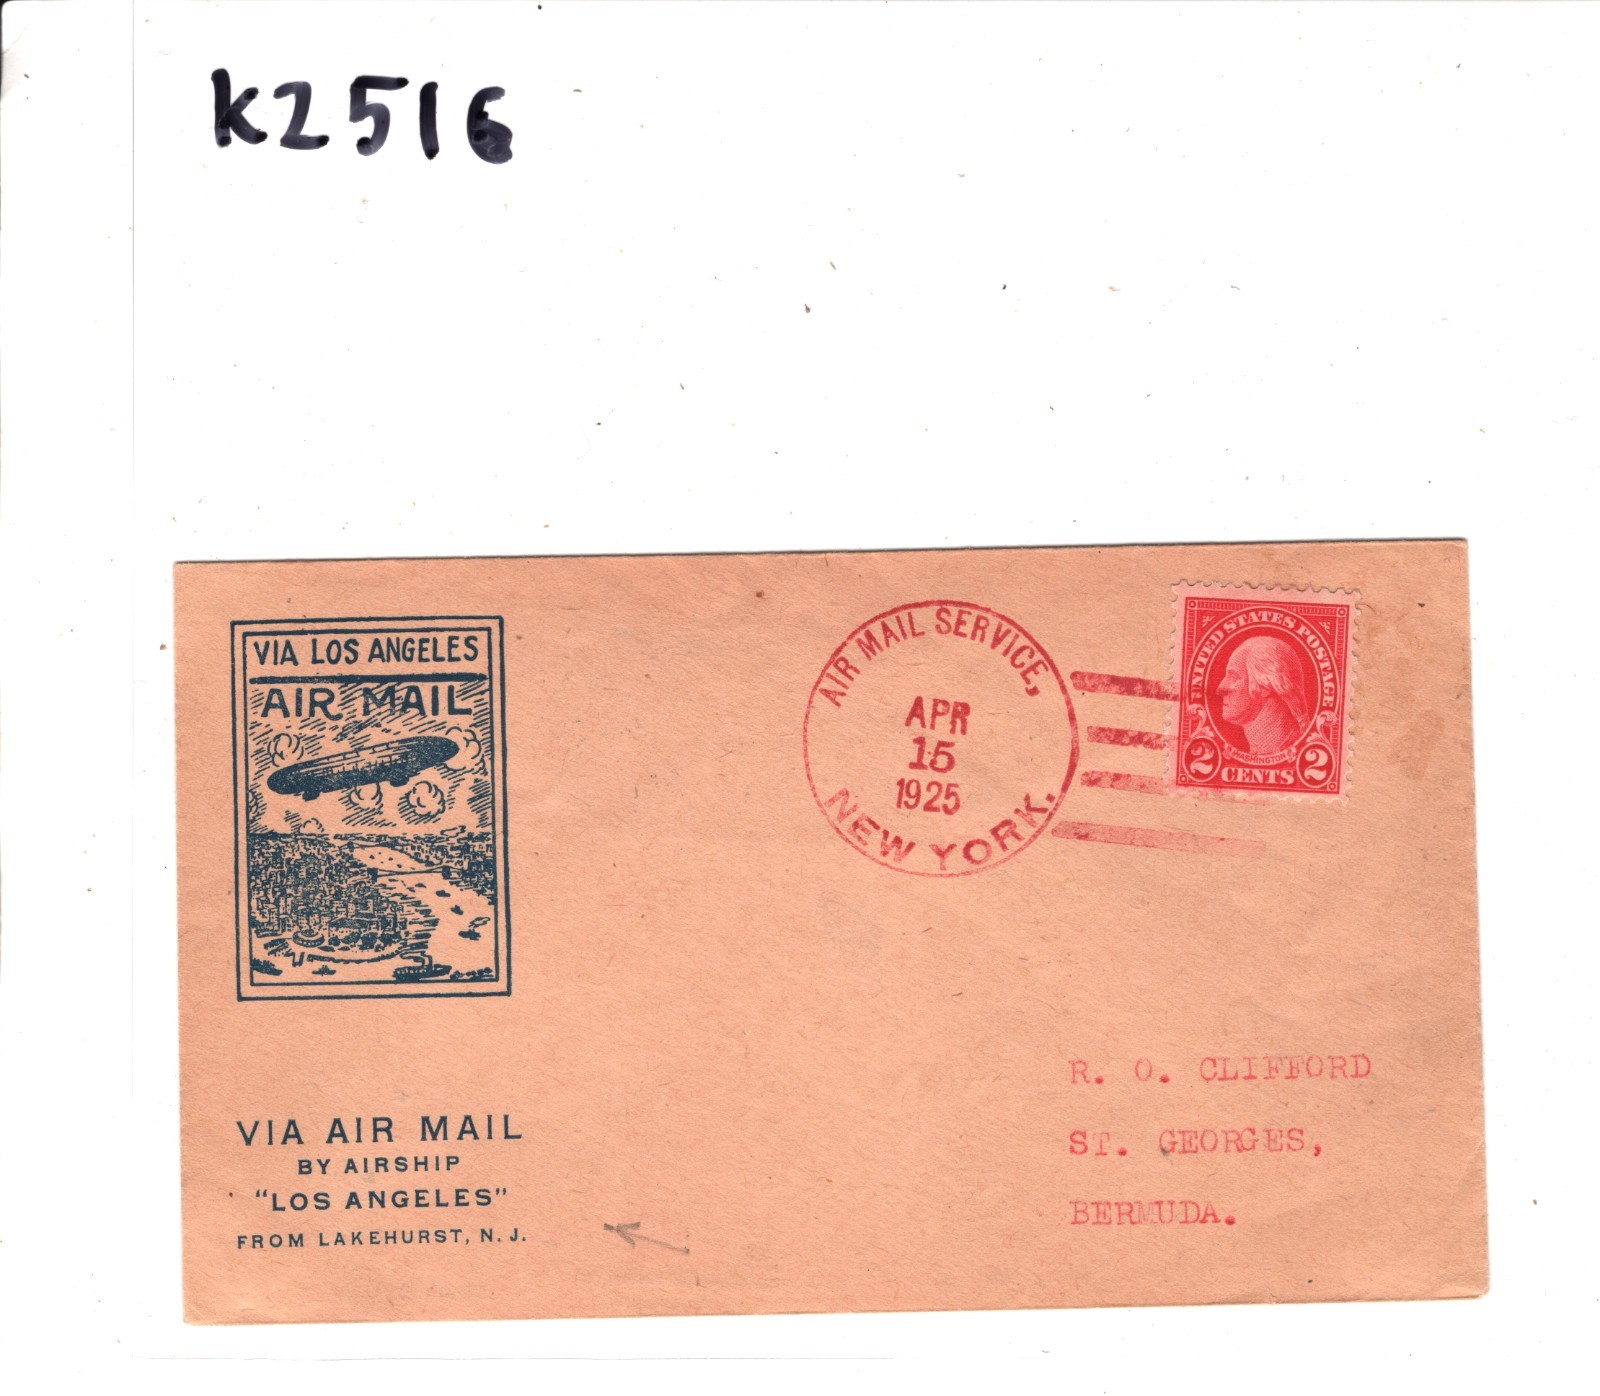 K2516
VIA LOS ANGELES
AIR MAIL
AIR MAIL SERVICE,
APR
15
1925
NEW YORK.
UNITED STATES POSTAGE
WASHINGTON
2 CENTS 2
R. O. CLIFFORD
ST. GEORGES,
BERMUDA.
VIA AIR MAIL
BY AIRSHIP
"LOS ANGELES"
FROM LAKEHURST, N. J.